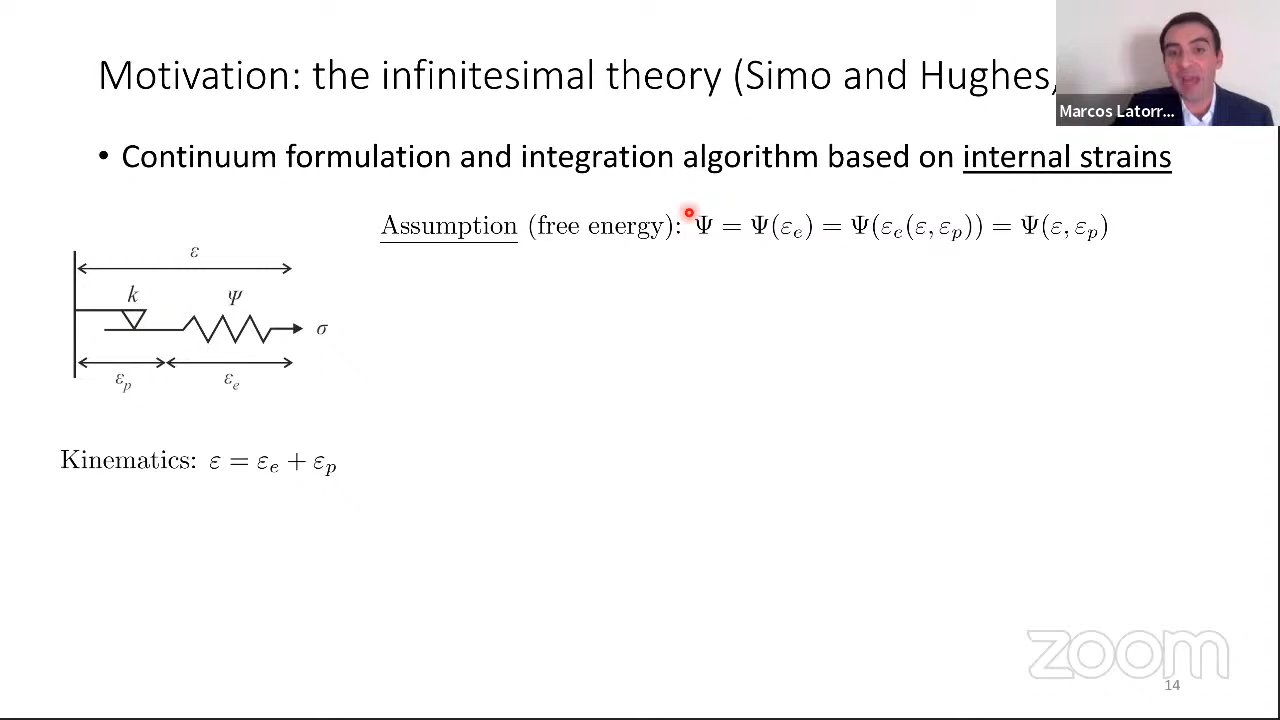 Motivation: the infinitesimal theory (Simo and Hughes,
Marcos Latorr...
• Continuum formulation and integration algorithm based on internal strains
Assumption (free energy): Ψ = Ψ(εₑ) = Ψ(εₑ(ε, εₚ)) = Ψ(ε, εₚ)
ε
k
Ψ
σ
εₚ
εₑ
Kinematics: ε = εₑ + εₚ
zoom
14